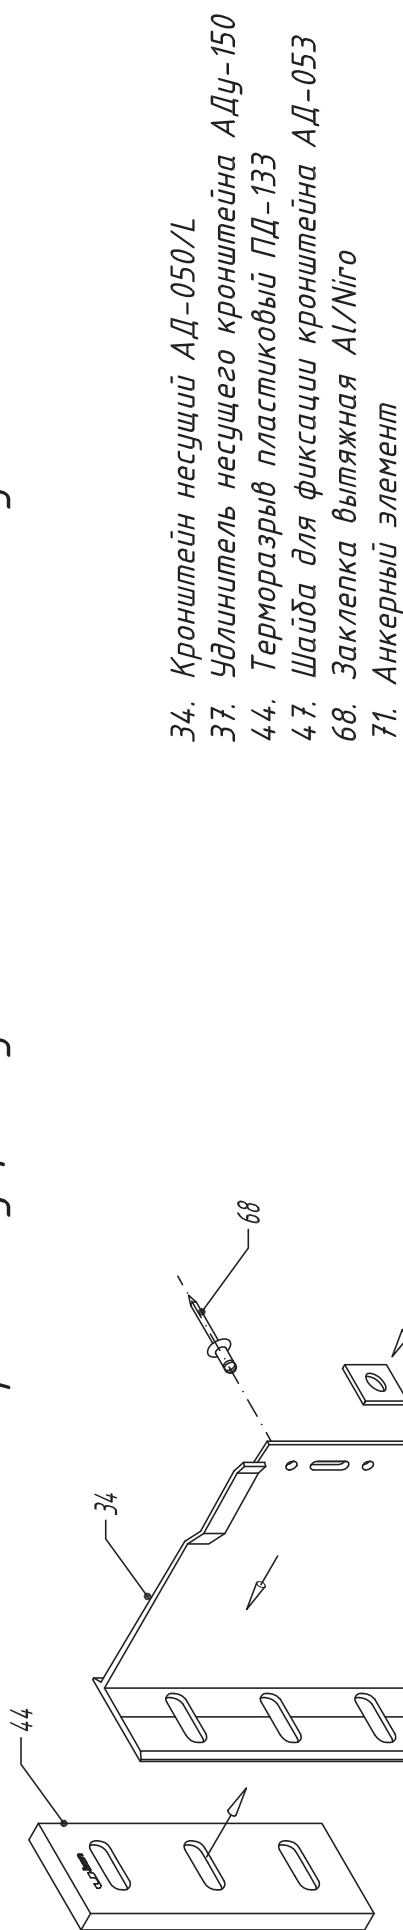 34. Кронштейн несущий АД-050/L
37. Удлинитель несущего кронштейна АДу-150
44. Терморазрыв пластиковый ПД-133
47. Шайба для фиксации кронштейна АД-053
68. Заклепка вытяжная Al/Niro
71. Анкерный элемент
68
34
44